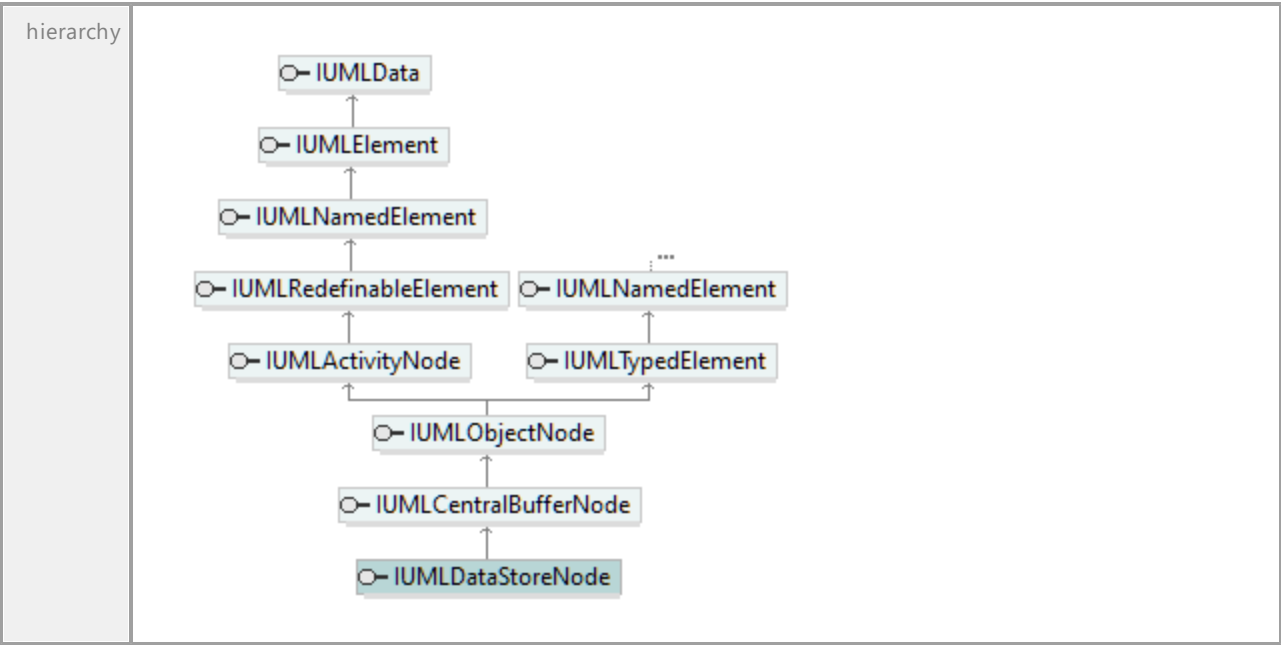 hierarchy
IUMLData
IUMLElement
IUMLNamedElement
...
IUMLRedefinableElement IUMLNamedElement
IUMLActivityNode IUMLTypedElement
IUMLObjectNode
IUMLCentralBufferNode
IUMLDataStoreNode